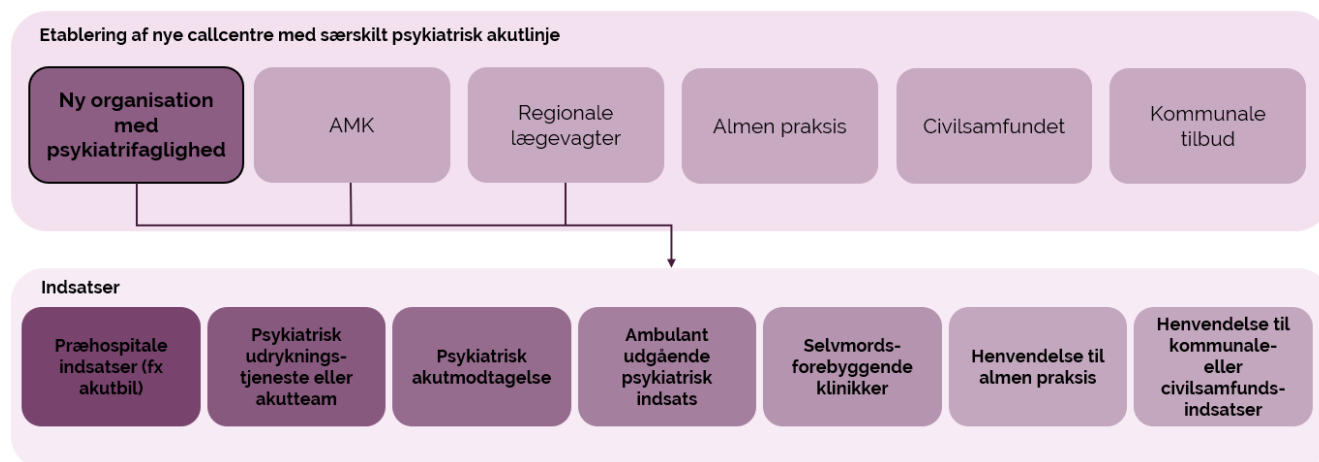 Etablering af nye callcentre med særskilt psykiatrisk akutlinje
Ny organisation
med
psykiatrifaglighed
AMK
Regionale
lægevagter
Almen praksis
Civilsamfundet
Kommunale
tilbud
Indsatser
Præhospitale
indsatser (fx
akutbil)
Psykiatrisk
udryknings-
tjeneste eller
akutteam
Psykiatrisk
akutmodtagelse
Ambulant
udgående
psykiatrisk
indsats
Selvmords-
forebyggende
klinikker
Henvendelse til
almen praksis
Henvendelse til
kommunale-
eller
civilsamfunds-
indsatser